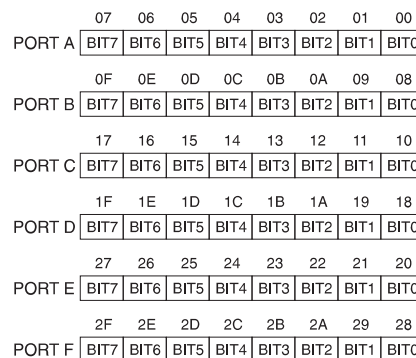 07 06 05 04 03 02 01 00
PORT A BIT7 BIT6 BIT5 BIT4 BIT3 BIT2 BIT1 BIT0
0F 0E 0D 0C 0B 0A 09 08
PORT B BIT7 BIT6 BIT5 BIT4 BIT3 BIT2 BIT1 BIT0
17 16 15 14 13 12 11 10
PORT C BIT7 BIT6 BIT5 BIT4 BIT3 BIT2 BIT1 BIT0
1F 1E 1D 1C 1B 1A 19 18
PORT D BIT7 BIT6 BIT5 BIT4 BIT3 BIT2 BIT1 BIT0
27 26 25 24 23 22 21 20
PORT E BIT7 BIT6 BIT5 BIT4 BIT3 BIT2 BIT1 BIT0
2F 2E 2D 2C 2B 2A 29 28
PORT F BIT7 BIT6 BIT5 BIT4 BIT3 BIT2 BIT1 BIT0